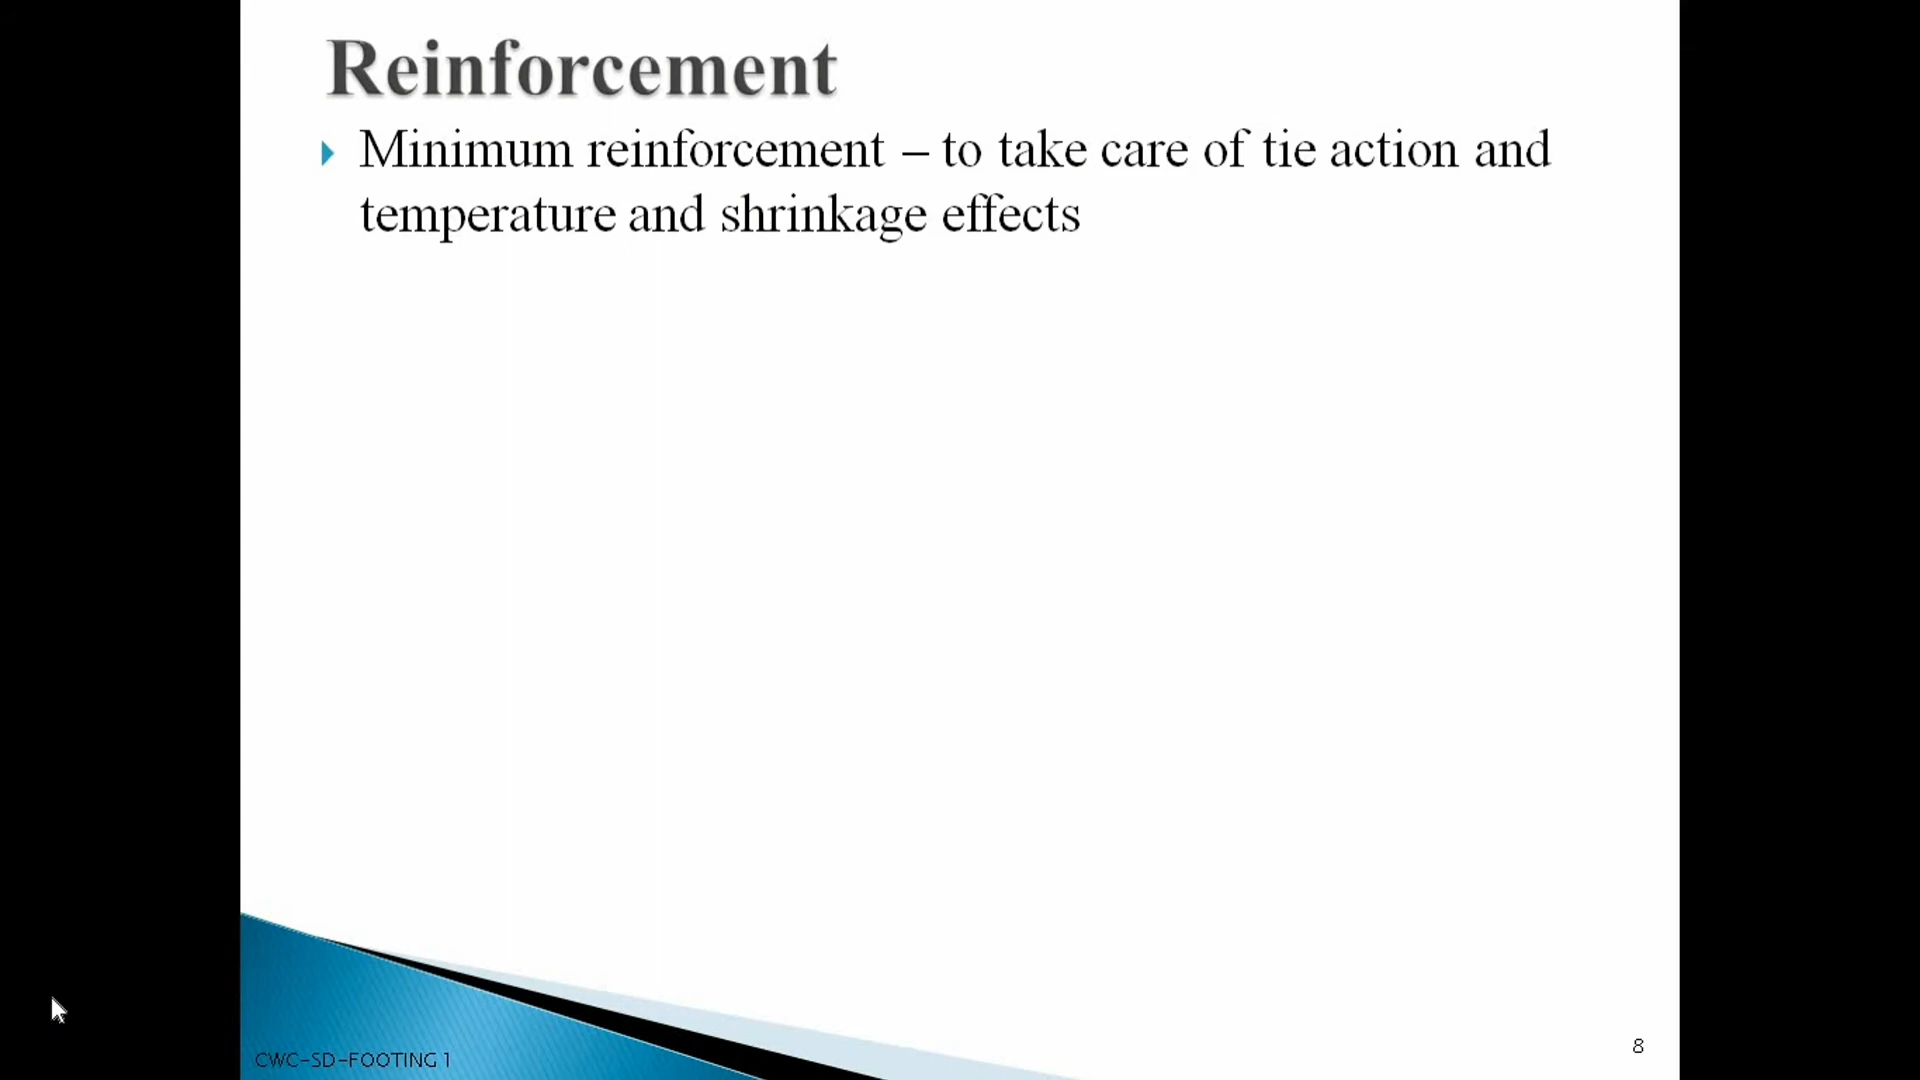 Reinforcement
Minimum reinforcement – to take care of tie action and
temperature and shrinkage effects
CWC-SD-FOOTING 1
8